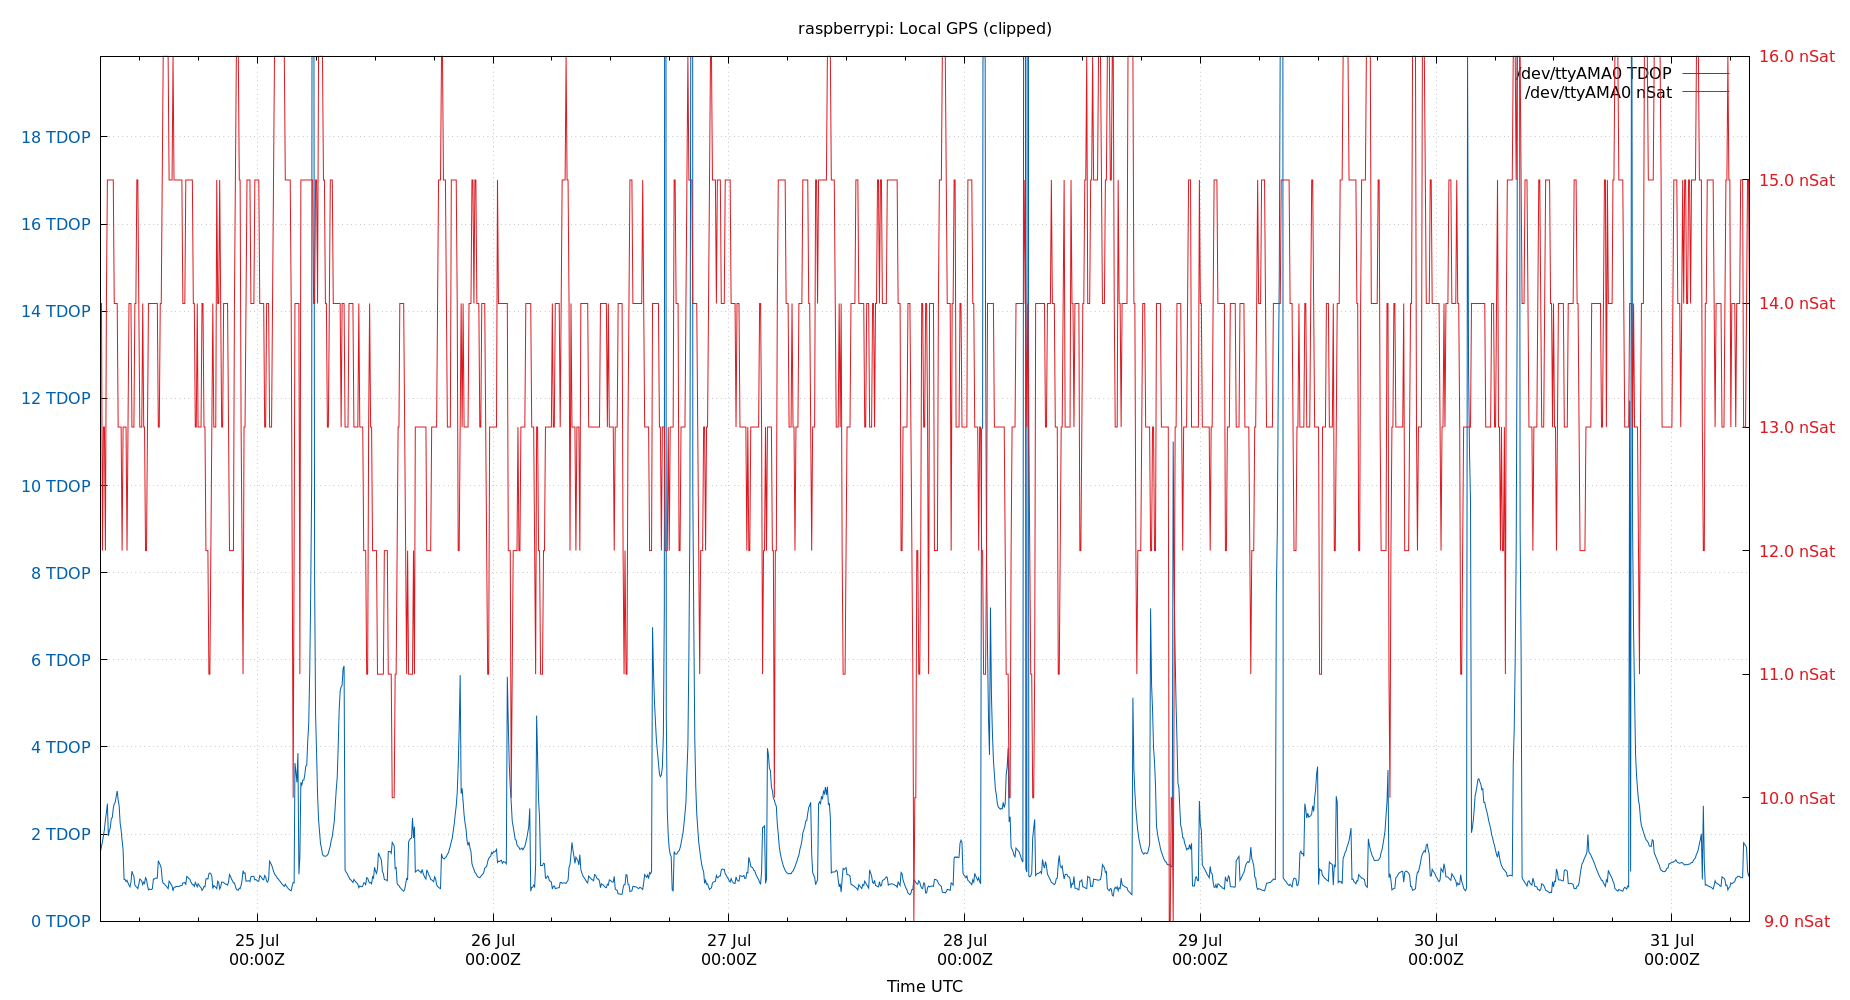 raspberrypi: Local GPS (clipped)
16.0 nSat
/dev/ttyAMA0 TDOP
/dev/ttyAMA0 nSat
18 TDOP
15.0 nSat
16 TDOP
14.0 nSat
14 TDOP
12 TDOP
13.0 nSat
10 TDOP
12.0 nSat
8 TDOP
6 TDOP
11.0 nSat
4 TDOP
10.0 nSat
2 TDOP
0 TDOP
9.0 nSat
25 Jul 26 Jul 27 Jul 28 Jul 29 Jul 30 Jul 31 Jul
00:00Z 00:00Z 00:00Z 00:00Z 00:00Z 00:00Z 00:00Z
Time UTC